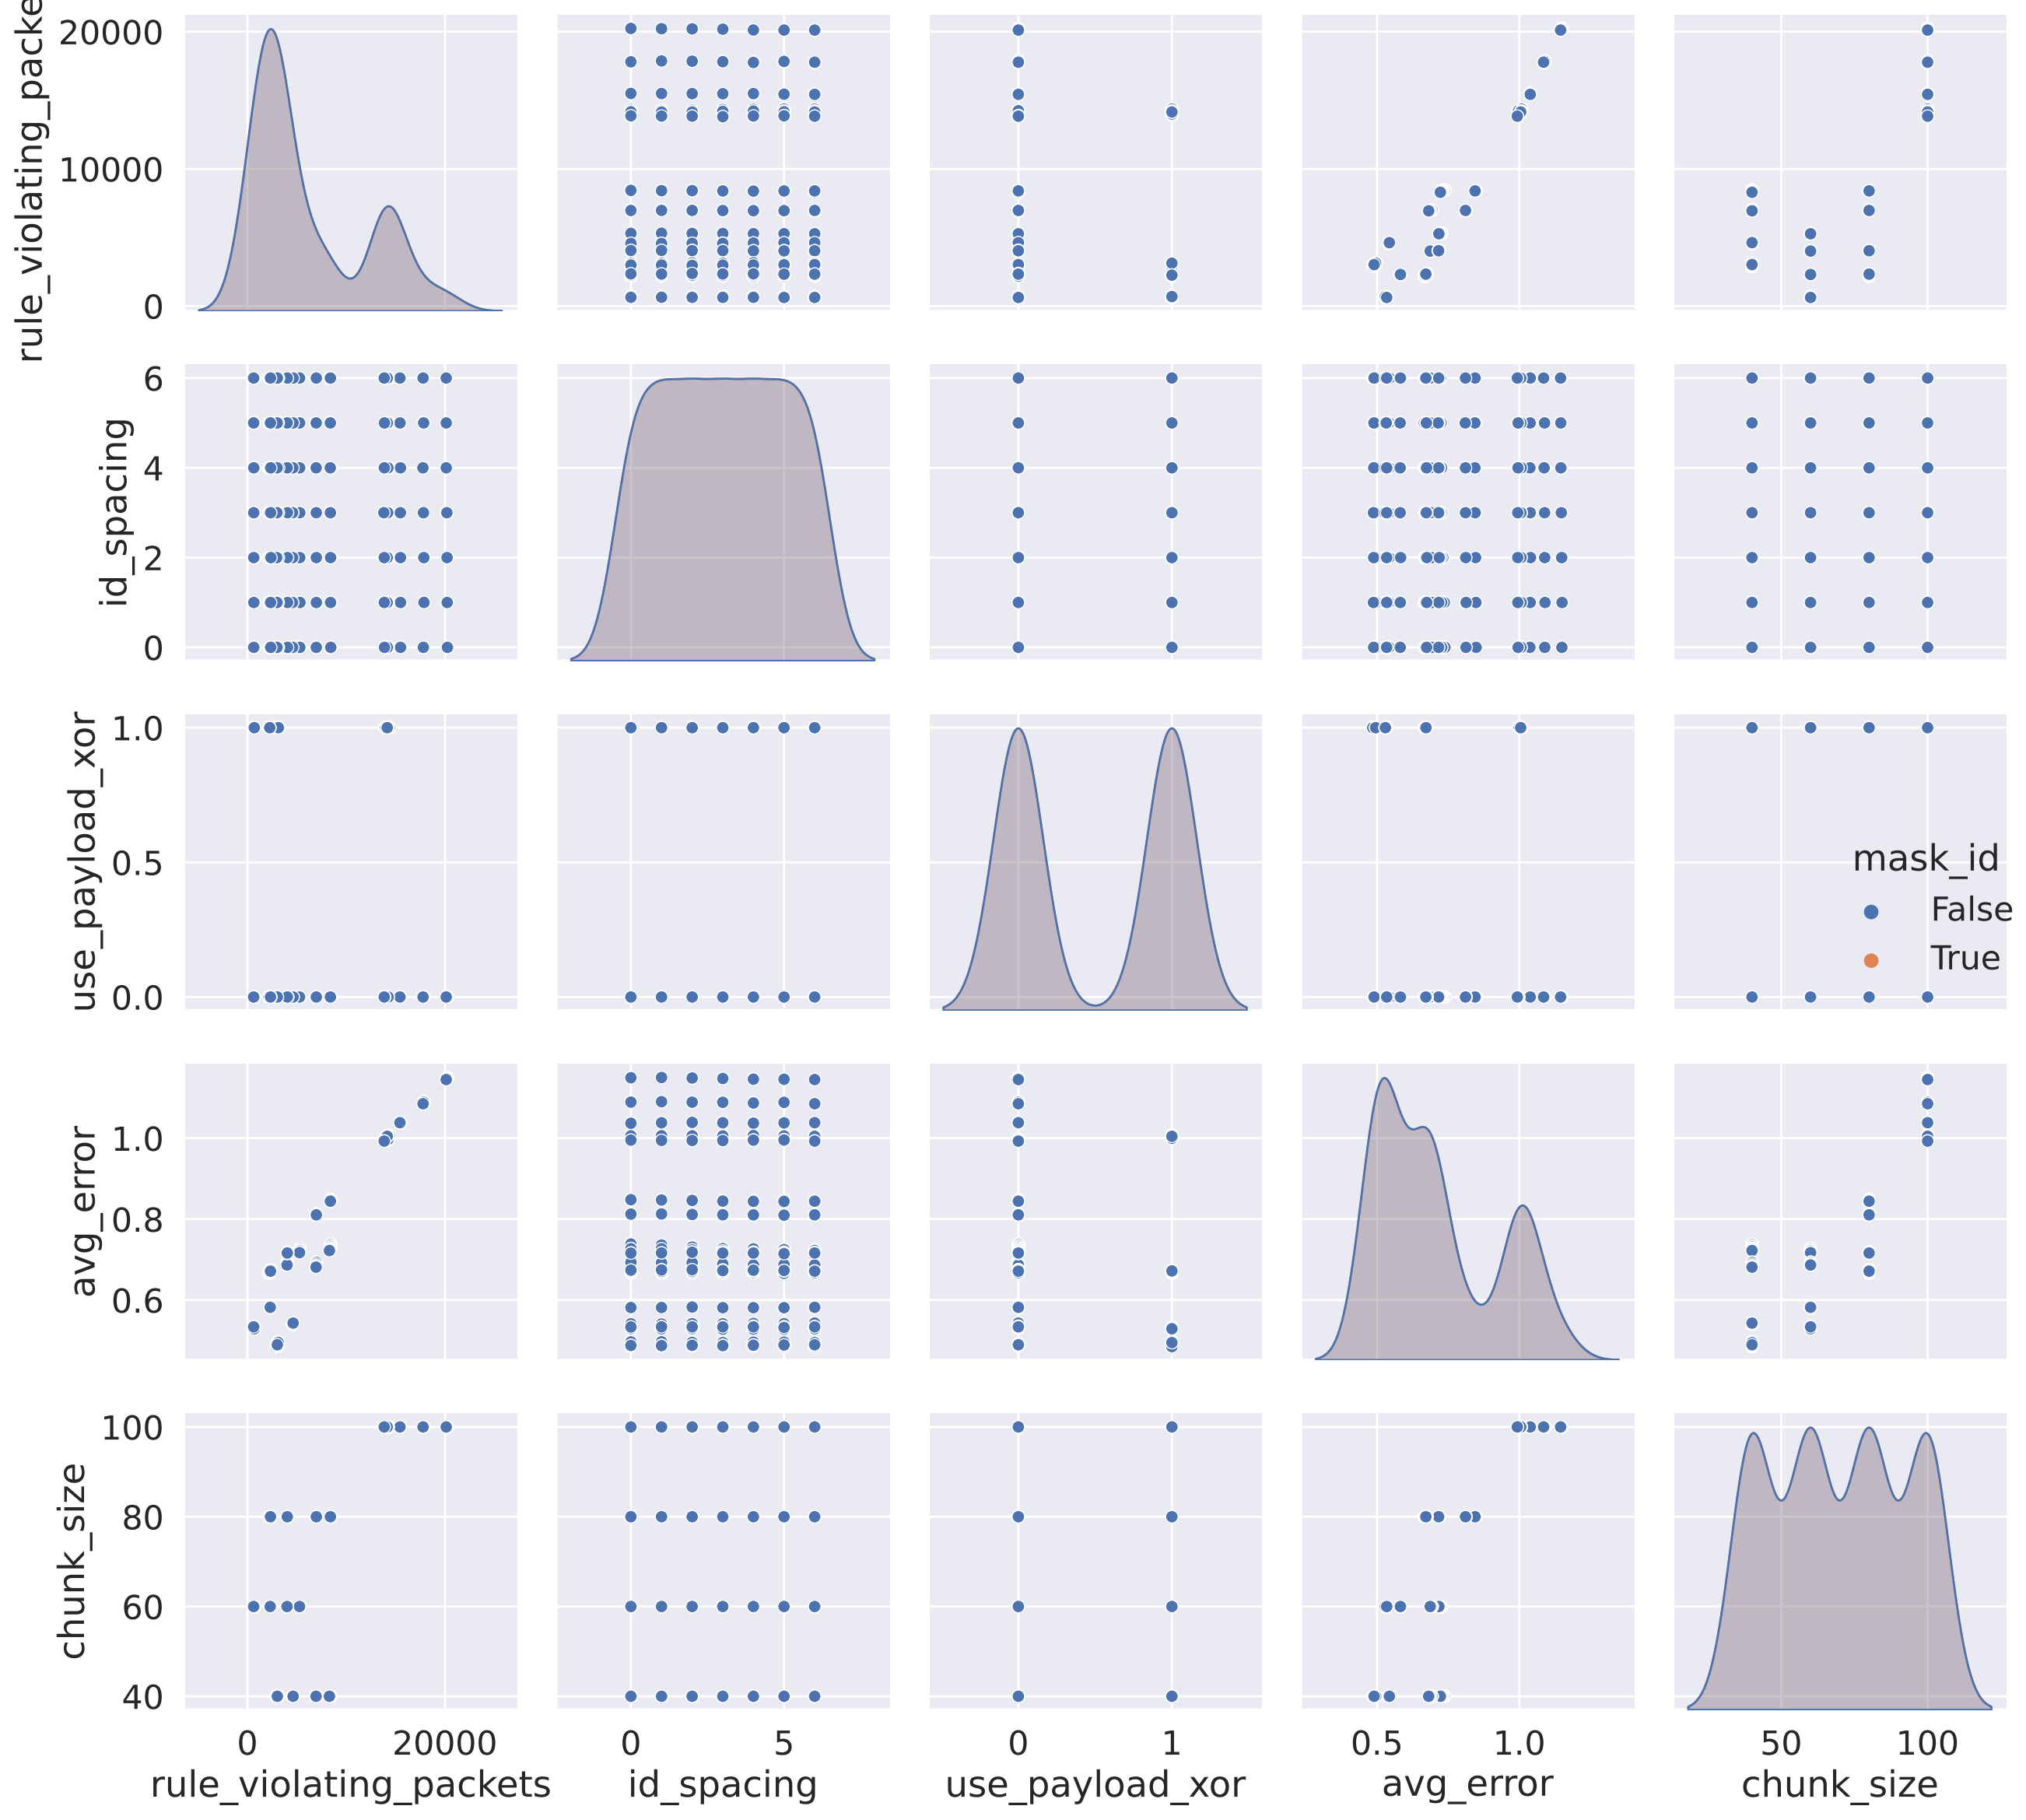 rule_violating_packe
20000
10000
0
id_spacing
6
4
2
0
use_payload_xor
1.0
0.5
0.0
mask_id
False
True
avg_error
1.0
0.8
0.6
chunk_size
100
80
60
40
0 20000 0 5 0 1 0.5 1.0 50 100
rule_violating_packets id_spacing use_payload_xor avg_error chunk_size